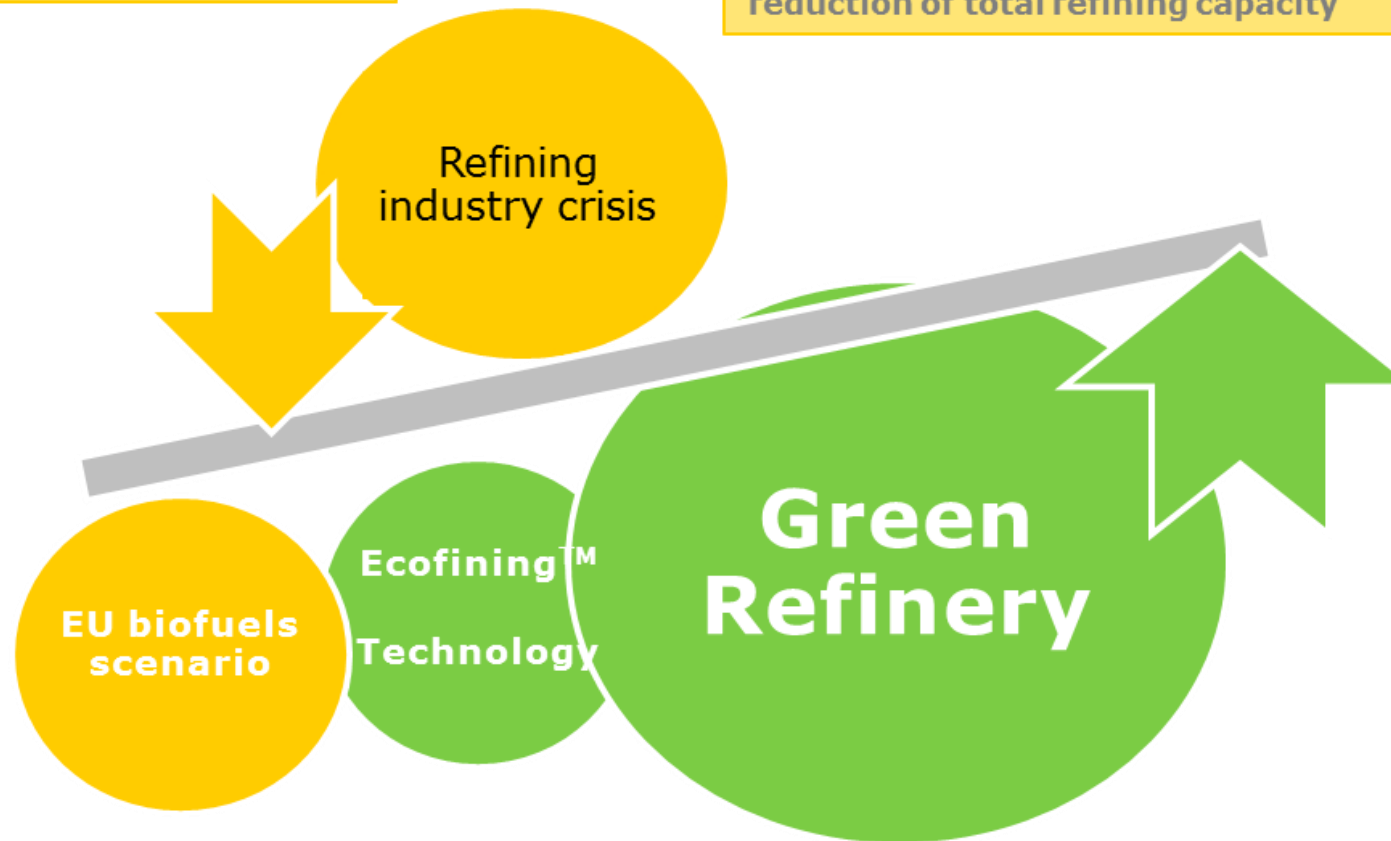 reduction of total refining capacity
Refining
industry crisis
Ecofining™
Technology
EU biofuels
scenario
Green
Refinery